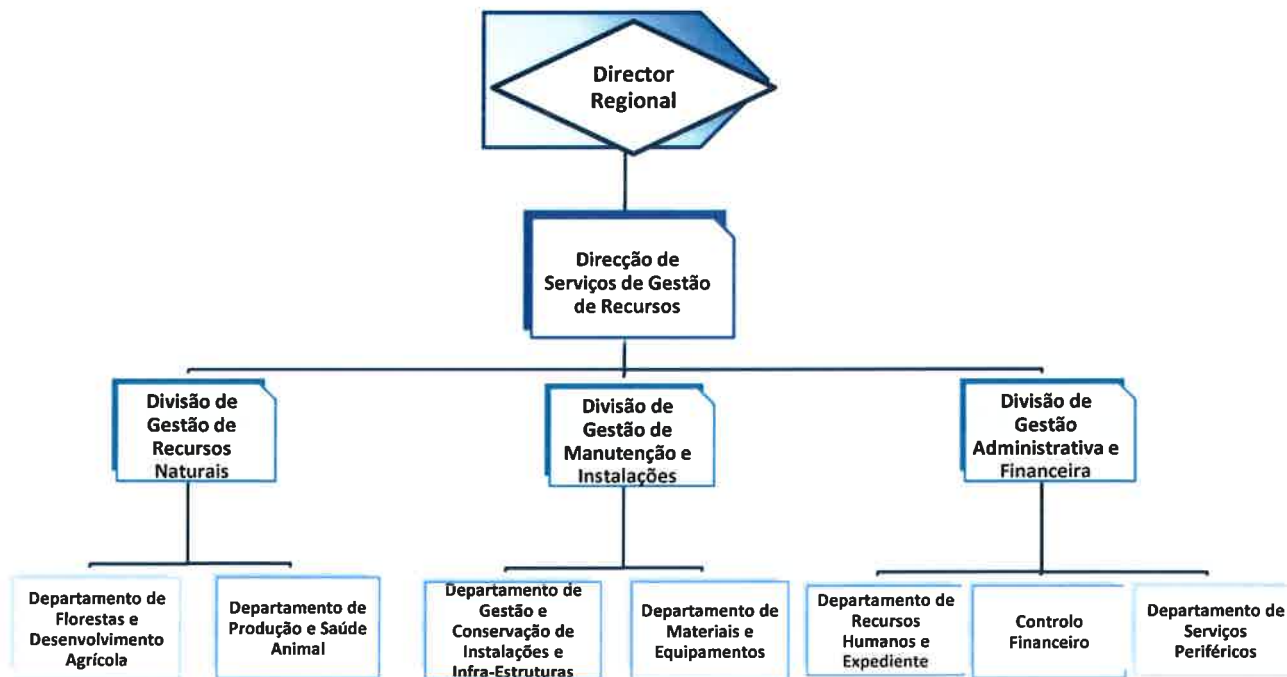 Director
Regional
Direcção de
Serviços de Gestão
de Recursos
Divisão de
Gestão de
Recursos
Naturais
Divisão de
Gestão de
Manutenção e
Instalações
Divisão de
Gestão
Administrativa e
Financeira
Departamento de
Florestas e
Desenvolvimento
Agrícola
Departamento de
Produção e Saúde
Animal
Departamento de
Gestão e
Conservação de
Instalações e
Infra-Estruturas
Departamento de
Materiais e
Equipamentos
Departamento de
Recursos
Humanos e
Expediente
Controlo
Financeiro
Departamento de
Serviços
Periféricos